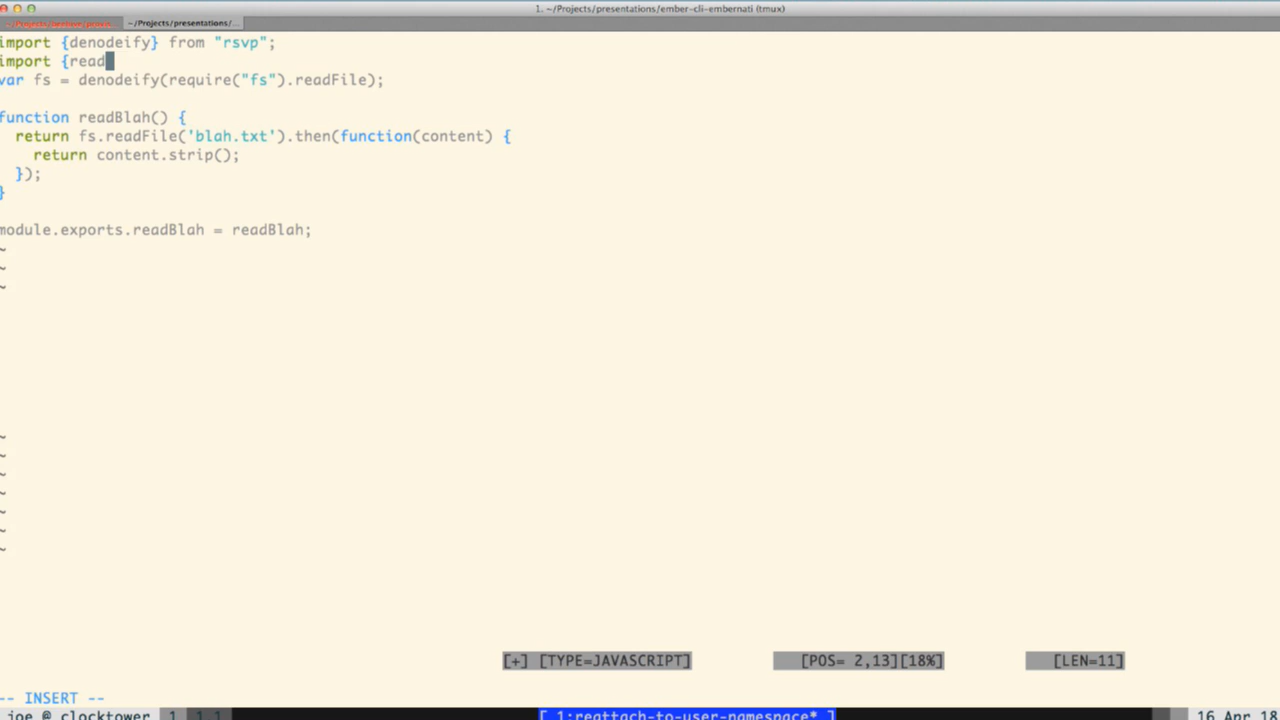 1. ~/Projects/presentations/ember-cli-embernati (tmux)
~/Projects/presentations/...
import {denodeify} from "rsvp";
import {read
var fs = denodeify(require("fs").readFile);
function readBlah() {
return fs.readFile('blah.txt').then(function(content) {
return content.strip();
});
}
module.exports.readBlah = readBlah;
~
~
~
~
~
~
~
~
~
~
[+] [TYPE=JAVASCRIPT] [POS= 2,13][18%] [LEN=11]
-- INSERT --
joe @ clocktower 1 1 1 [ 1:reattach-to-user-namespace* ] 16 Apr 18